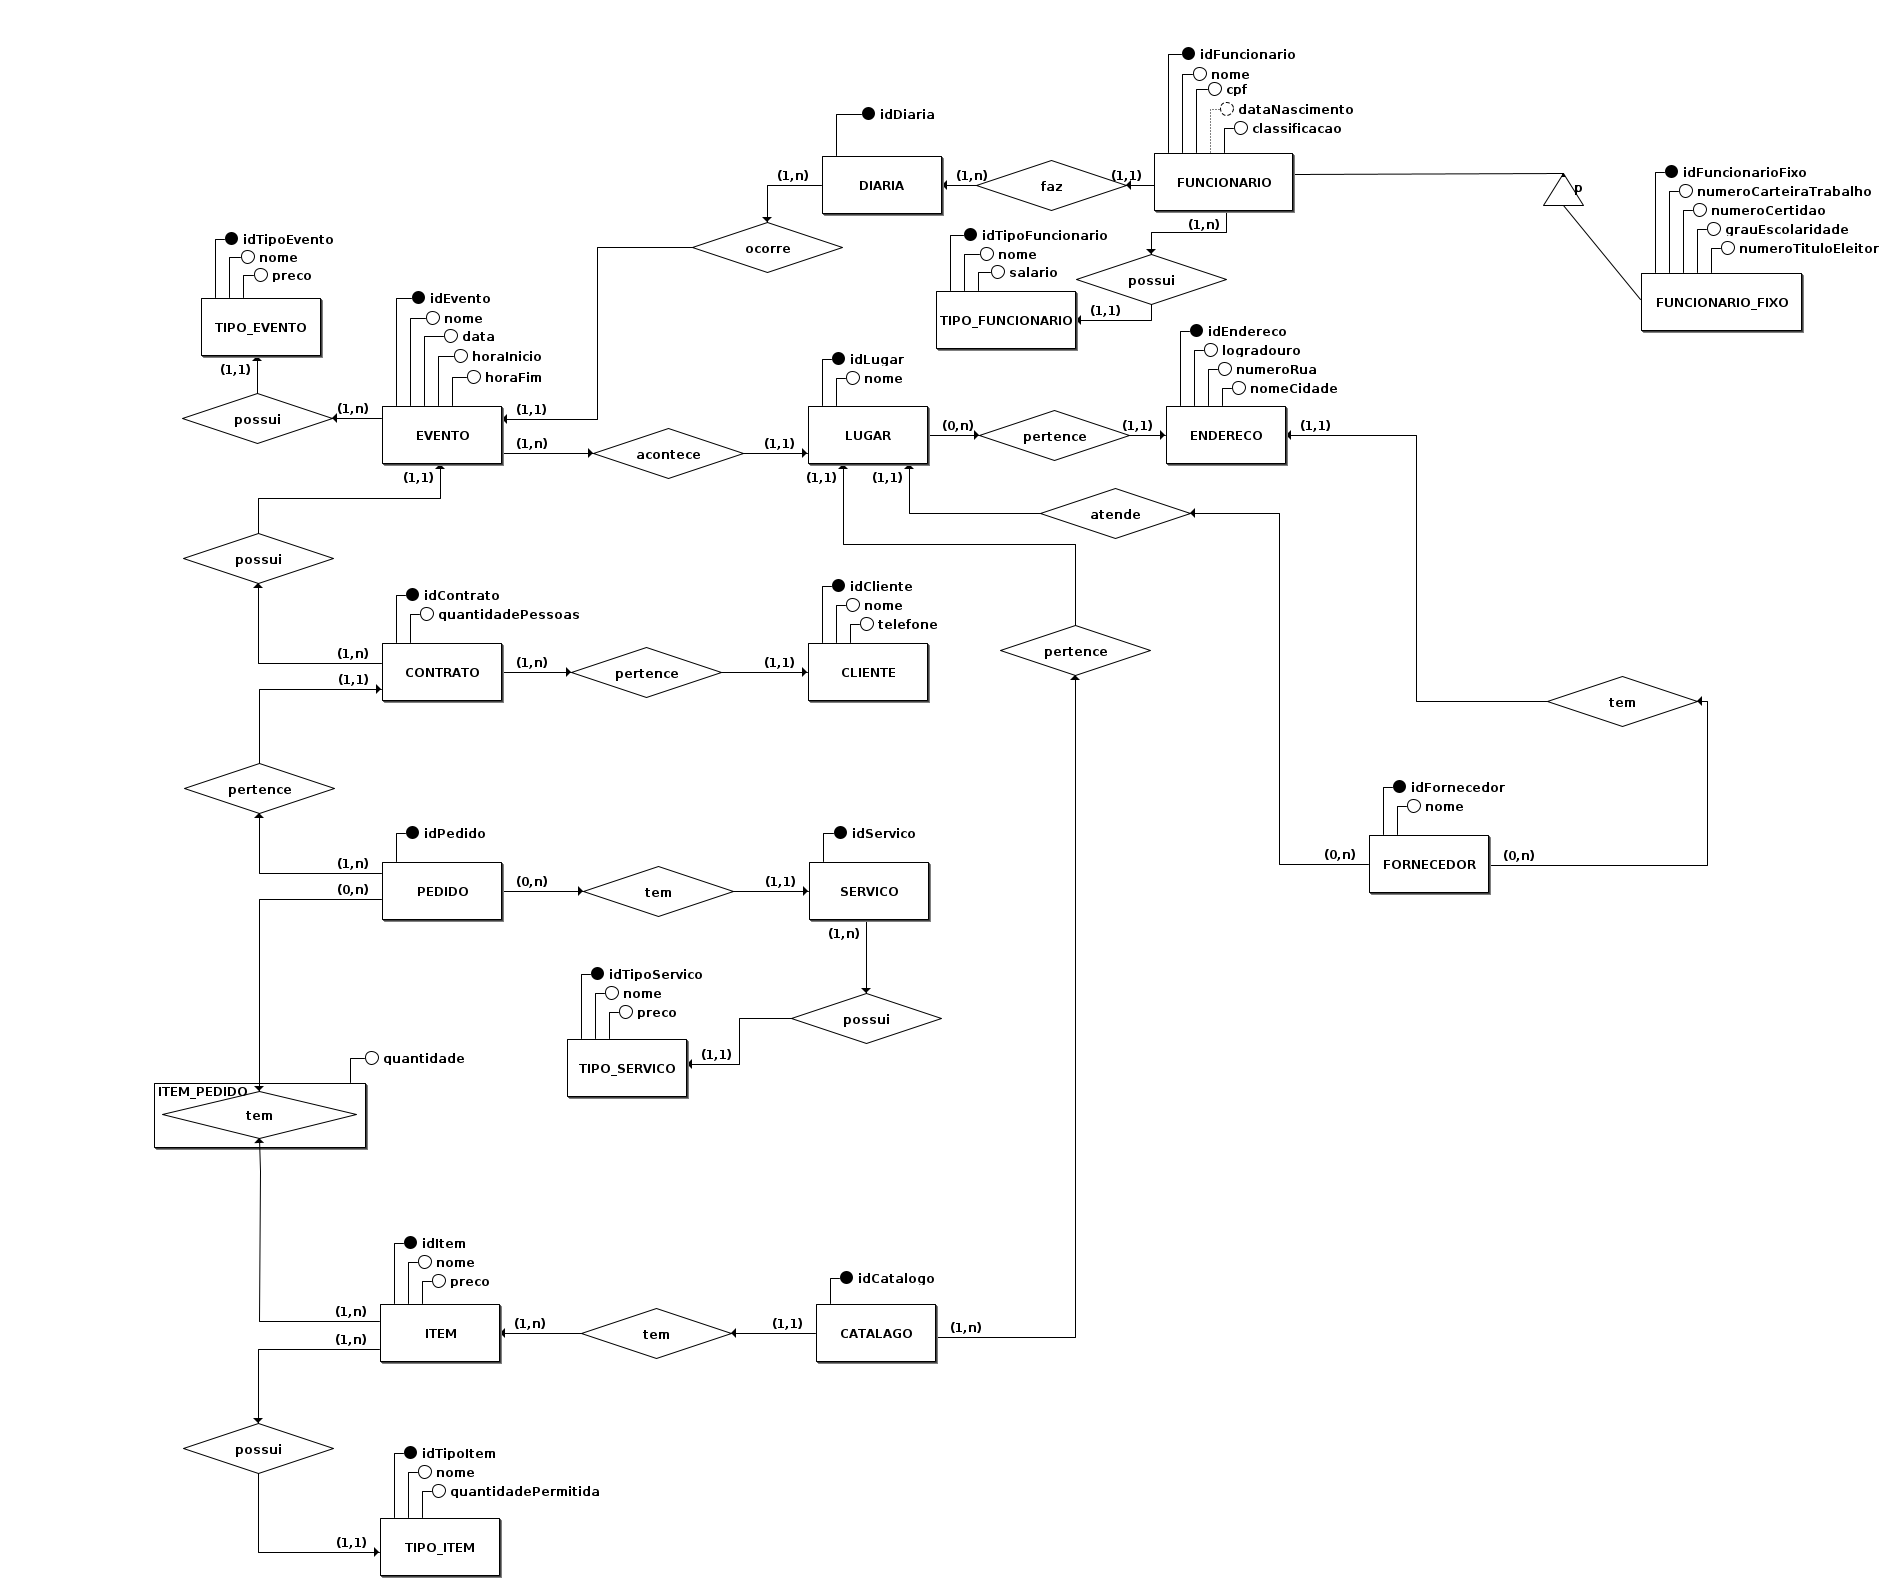 idFuncionario
nome
cpf
dataNascimento
classificacao
FUNCIONARIO
idDiaria
DIARIA
(1,n)
(1,n)
faz
(1,1)
p
idFuncionarioFixo
numeroCarteiraTrabalho
numeroCertidao
grauEscolaridade
numeroTituloEleitor
FUNCIONARIO_FIXO
ocorre
(1,n)
possui
(1,1)
idTipoFuncionario
nome
salario
TIPO_FUNCIONARIO
idTipoEvento
nome
preco
TIPO_EVENTO
(1,1)
possui
(1,n)
idEvento
nome
data
horaInicio
horaFim
EVENTO
(1,1)
(1,n)
acontece
(1,1)
(1,1)
idLugar
nome
LUGAR
(0,n)
pertence
(1,1)
(1,1)
(1,1)
idEndereco
logradouro
numeroRua
nomeCidade
ENDERECO
(1,1)
atende
possui
(1,n)
idContrato
quantidadePessoas
CONTRATO
(1,n)
pertence
(1,1)
(1,1)
idCliente
nome
telefone
CLIENTE
pertence
tem
pertence
idFornecedor
nome
FORNECEDOR
(0,n)
(0,n)
idPedido
PEDIDO
(1,n)
(0,n)
(0,n)
tem
(1,1)
idServico
SERVICO
(1,n)
possui
(1,1)
idTipoServico
nome
preco
TIPO_SERVICO
quantidade
ITEM_PEDIDO
tem
idItem
nome
preco
ITEM
(1,n)
(1,n)
(1,n)
tem
(1,1)
idCatalogo
CATALAGO
(1,n)
possui
(1,1)
idTipoItem
nome
quantidadePermitida
TIPO_ITEM